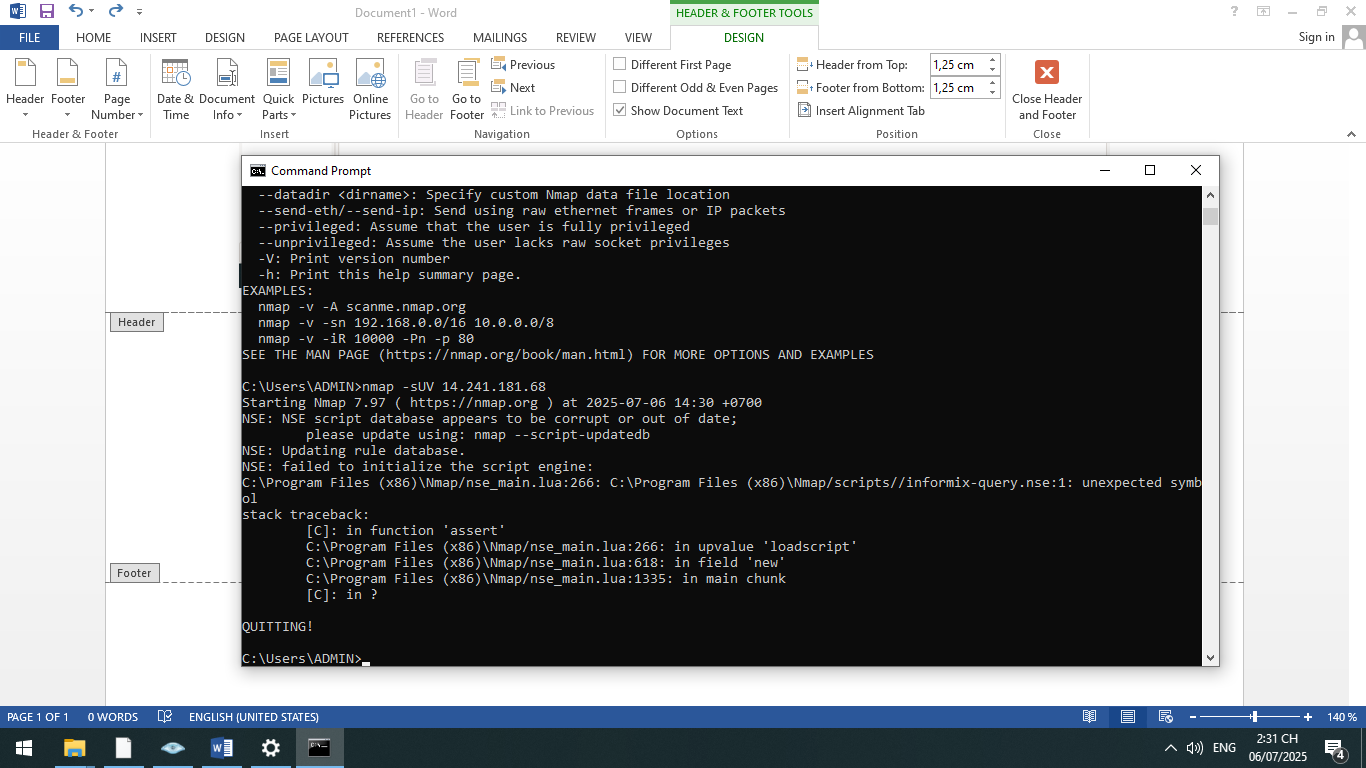 Document1 - Word
HEADER & FOOTER TOOLS
FILE HOME INSERT DESIGN PAGE LAYOUT REFERENCES MAILINGS REVIEW VIEW DESIGN Sign in
Header
Footer
Page Number
Header & Footer
Date & Time
Document Info
Quick Parts
Pictures
Online Pictures
Insert
Go to Header
Go to Footer
Previous
Next
Link to Previous
Navigation
Different First Page
Different Odd & Even Pages
Show Document Text
Options
Header from Top: 1,25 cm
Footer from Bottom: 1,25 cm
Insert Alignment Tab
Position
Close Header and Footer
Close
Command Prompt
--datadir <dirname>: Specify custom Nmap data file location
--send-eth/--send-ip: Send using raw ethernet frames or IP packets
--privileged: Assume that the user is fully privileged
--unprivileged: Assume the user lacks raw socket privileges
-V: Print version number
-h: Print this help summary page.
EXAMPLES:
nmap -v -A scanme.nmap.org
nmap -v -sn 192.168.0.0/16 10.0.0.0/8
nmap -v -iR 10000 -Pn -p 80
SEE THE MAN PAGE (https://nmap.org/book/man.html) FOR MORE OPTIONS AND EXAMPLES
C:\Users\ADMIN>nmap -sUV 14.241.181.68
Starting Nmap 7.97 ( https://nmap.org ) at 2025-07-06 14:30 +0700
NSE: NSE script database appears to be corrupt or out of date;
please update using: nmap --script-updatedb
NSE: Updating rule database.
NSE: failed to initialize the script engine:
C:\Program Files (x86)\Nmap/nse_main.lua:266: C:\Program Files (x86)\Nmap/scripts//informix-query.nse:1: unexpected symb
ol
stack traceback:
[C]: in function 'assert'
C:\Program Files (x86)\Nmap/nse_main.lua:266: in upvalue 'loadscript'
C:\Program Files (x86)\Nmap/nse_main.lua:618: in field 'new'
C:\Program Files (x86)\Nmap/nse_main.lua:1335: in main chunk
[C]: in ?
QUITTING!
C:\Users\ADMIN>
Header
Footer
PAGE 1 OF 1 0 WORDS ENGLISH (UNITED STATES) 140 %
ENG
2:31 CH
06/07/2025
4